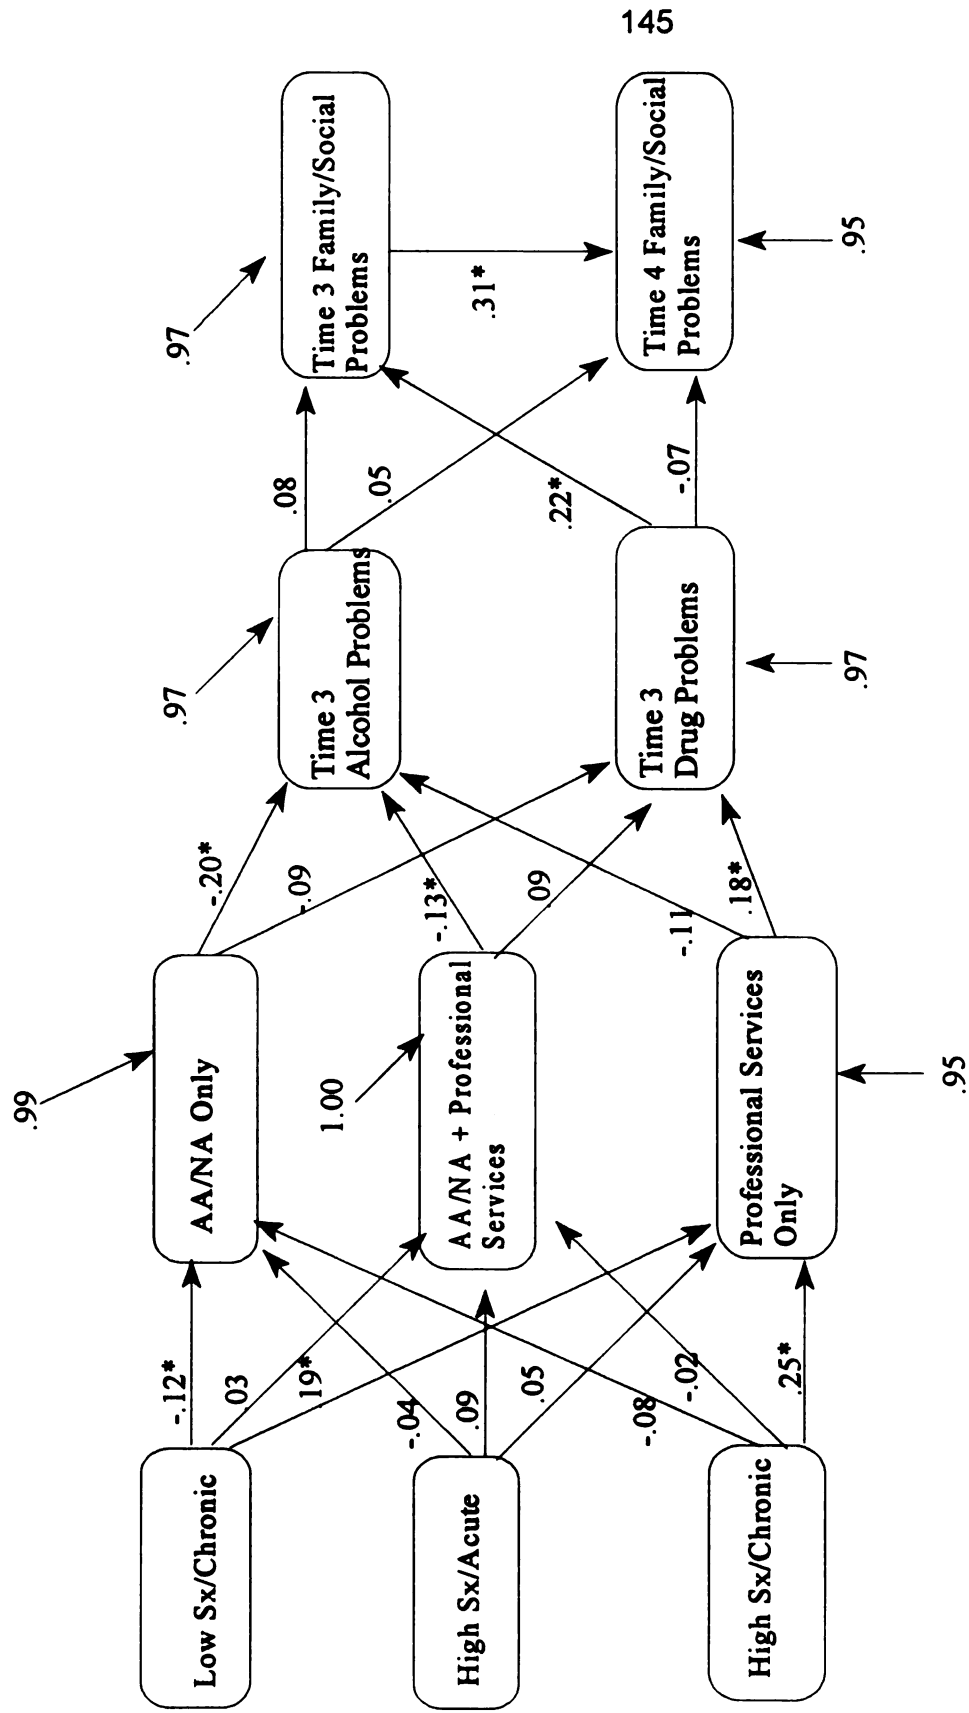 145
Low Sx/Chronic
High Sx/Acute
High Sx/Chronic
-.12*
.03
.19*
-.04
.09
.05
-.08
-.02
.25*
.99
AA/NA Only
1.00
AA/NA + Professional
Services
Professional Services
Only
.95
-.20*
-.09
-.13*
.09
-.11
.18*
.97
Time 3
Alcohol Problems
Time 3
Drug Problems
.97
.08
.05
.22*
-.07
.97
Time 3 Family/Social
Problems
.31*
Time 4 Family/Social
Problems
.95